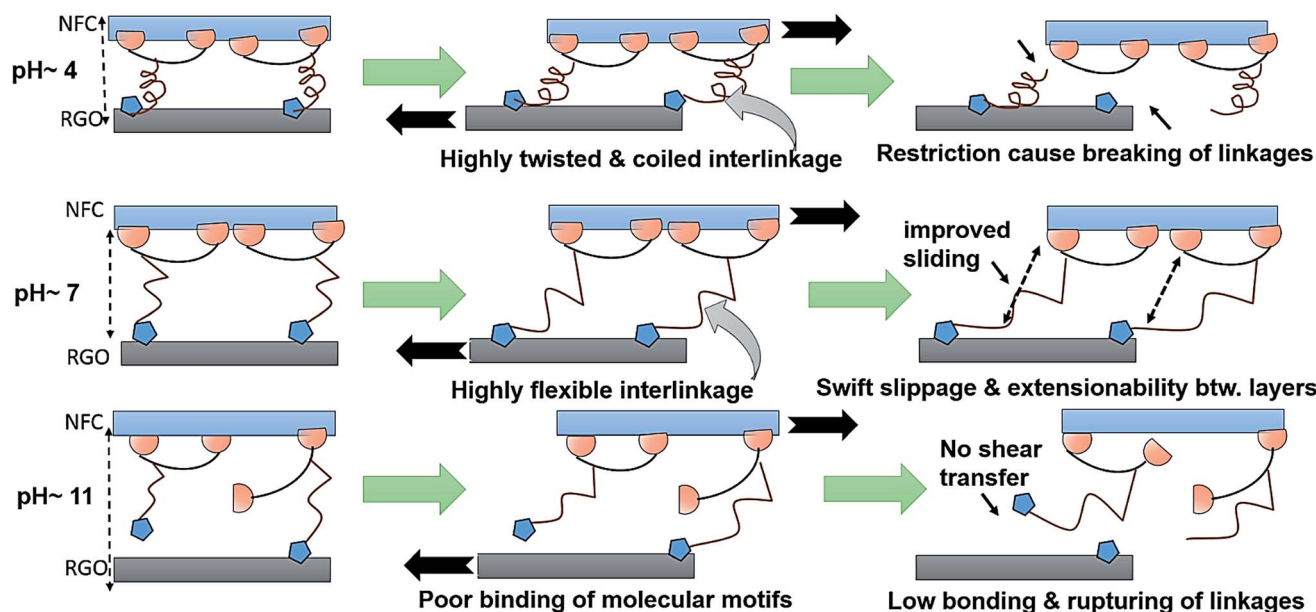 NFC
pH~ 4
RGO
Highly twisted & coiled interlinkage
Restriction cause breaking of linkages
NFC
improved
sliding
pH~ 7
RGO
Highly flexible interlinkage
Swift slippage & extensionability btw. layers
NFC
No shear
transfer
pH~ 11
RGO
Poor binding of molecular motifs
Low bonding & rupturing of linkages